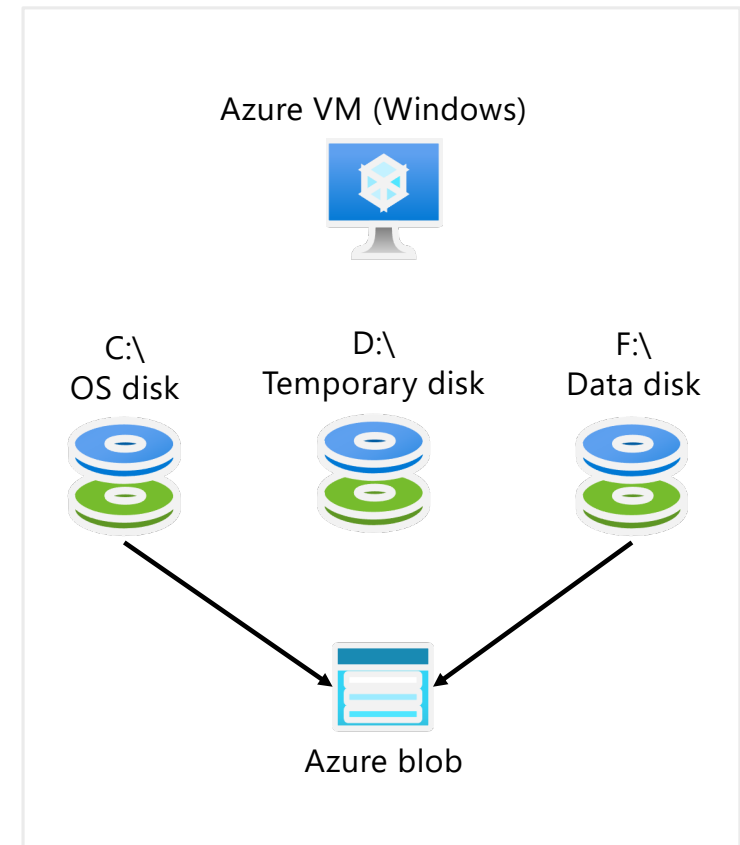 Azure VM (Windows)
C:\
OS disk
D:\
Temporary disk
F:\
Data disk
Azure blob